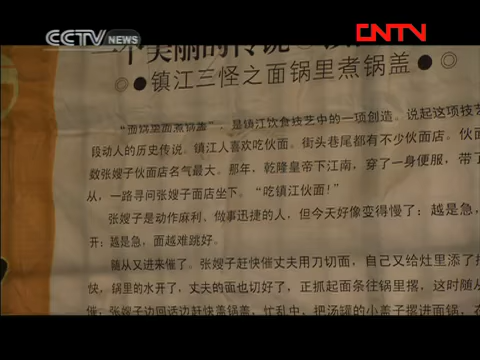 CCTV NEWS
CNTV
一个美丽的传说
◎●镇江三怪之面锅里煮锅盖●◎
“面锅里面煮锅盖”，是镇江饮食技艺中的一项创造。说起这项技艺
段动人的历史传说。镇江人喜欢吃伙面。街头巷尾都有不少伙面店。伙面
数张嫂子伙面店名气最大。那年，乾隆皇帝下江南，穿了一身便服，带了
从，一路寻问张嫂子面店坐下。“吃镇江伙面！”
张嫂子是动作麻利、做事迅捷的人，但今天好像变得慢了：越是急，
开；越是急，面越难跳好。
随从又进来催了。张嫂子赶快催丈夫用刀切面，自己又给灶里添了
快，锅里的水开了，丈夫的面也切好了，正抓起面条往锅里撂，这时随从
催，张嫂子边回话边赶快盖锅盖，忙乱中，把汤罐的小盖子撂进面锅，